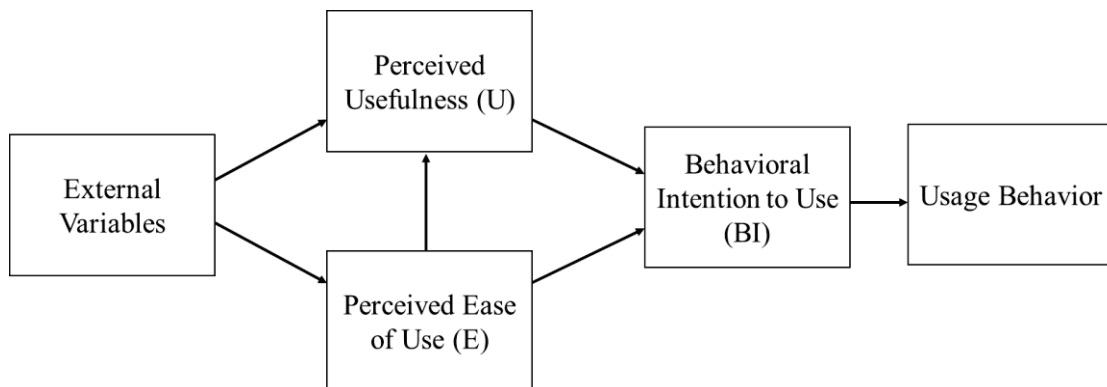 External
Variables
Perceived
Usefulness (U)
Perceived Ease
of Use (E)
Behavioral
Intention to Use
(BI)
Usage Behavior